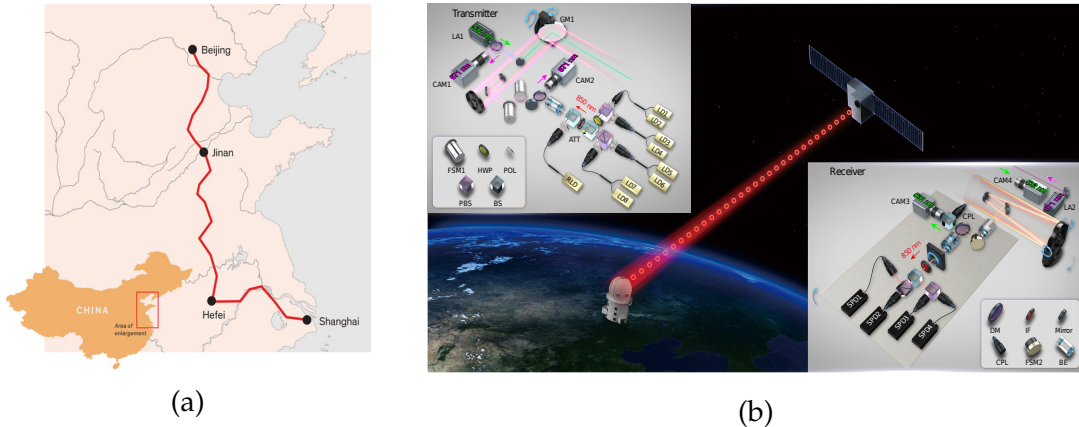 Beijing
Jinan
Hefei
Shanghai
CHINA
Area of
enlargement
(a)
Transmitter
LA1
GM1
CAM1
CAM2
850 nm
ATT
LD1
LD2
LD3
LD4
LD5
LD6
LD7
LD8
RLD
FSM1
HWP
POL
PBS
BS
Receiver
CAM4
LA2
CAM3
CPL
850 nm
SPD1
SPD2
SPD3
SPD4
DM
IF
Mirror
CPL
FSM2
BE
(b)